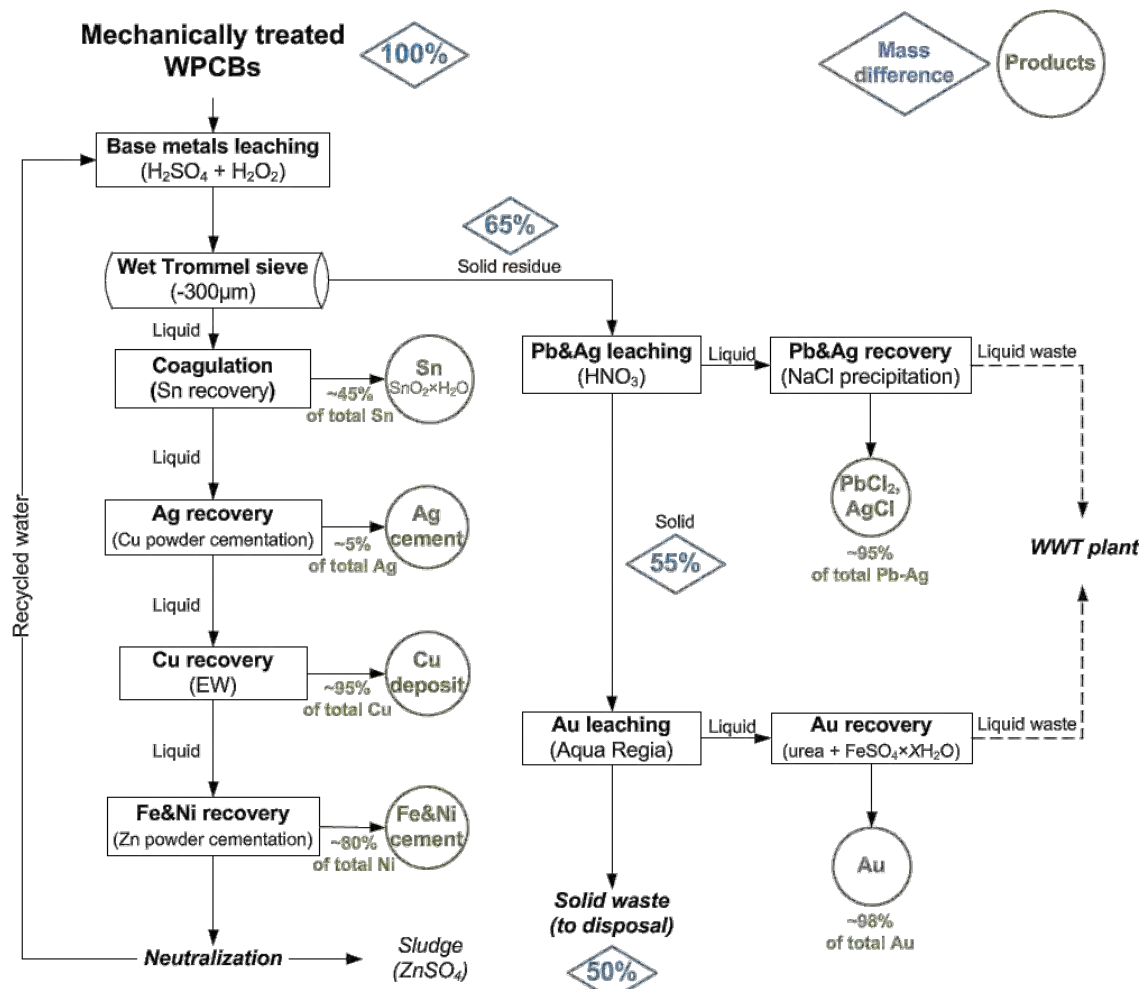 Mechanically treated
WPCBs
100%
Mass
difference
Products
Base metals leaching
(H₂SO₄ + H₂O₂)
65%
Solid residue
Wet Trommel sieve
(-300µm)
Liquid
Coagulation
(Sn recovery)
~45%
of total Sn
Sn
SnO₂×H₂O
Pb&Ag leaching
(HNO₃)
Liquid
Pb&Ag recovery
(NaCl precipitation)
Liquid waste
Liquid
PbCl₂,
AgCl
~95%
of total Pb-Ag
Ag recovery
(Cu powder cementation)
~5%
of total Ag
Ag
cement
Solid
55%
WWT plant
Recycled water
Liquid
Cu recovery
(EW)
~95%
of total Cu
Cu
deposit
Liquid
Au leaching
(Aqua Regia)
Liquid
Au recovery
(urea + FeSO₄×XH₂O)
Liquid waste
Fe&Ni recovery
(Zn powder cementation)
~80%
of total Ni
Fe&Ni
cement
Au
~98%
of total Au
Solid waste
(to disposal)
50%
Neutralization
Sludge
(ZnSO₄)